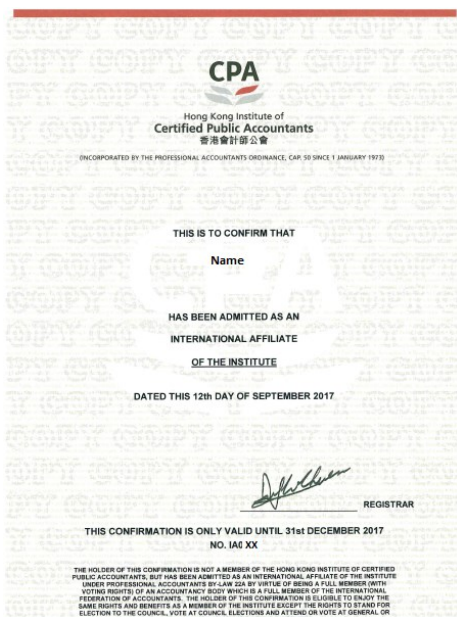 CPA
Hong Kong Institute of
Certified Public Accountants
香港會計師公會
(INCORPORATED BY THE PROFESSIONAL ACCOUNTANTS ORDINANCE, CAP. 50 SINCE 1 JANUARY 1973)
THIS IS TO CONFIRM THAT
Name
HAS BEEN ADMITTED AS AN
INTERNATIONAL AFFILIATE
OF THE INSTITUTE
DATED THIS 12th DAY OF SEPTEMBER 2017
REGISTRAR
THIS CONFIRMATION IS ONLY VALID UNTIL 31st DECEMBER 2017
NO. IA0 XX
THE HOLDER OF THIS CONFIRMATION IS NOT A MEMBER OF THE HONG KONG INSTITUTE OF CERTIFIED
PUBLIC ACCOUNTANTS, BUT HAS BEEN ADMITTED AS AN INTERNATIONAL AFFILIATE OF THE INSTITUTE
UNDER PROFESSIONAL ACCOUNTANTS BY-LAW 22A BY VIRTUE OF BEING A FULL MEMBER (WITH
VOTING RIGHTS) OF AN ACCOUNTANCY BODY WHICH IS A FULL MEMBER OF THE INTERNATIONAL
FEDERATION OF ACCOUNTANTS. THE HOLDER OF THIS CONFIRMATION IS ELIGIBLE TO ENJOY THE
SAME RIGHTS AND BENEFITS AS A MEMBER OF THE INSTITUTE EXCEPT THE RIGHTS TO STAND FOR
ELECTION TO THE COUNCIL, VOTE AT COUNCIL ELECTIONS AND ATTEND OR VOTE AT GENERAL OR